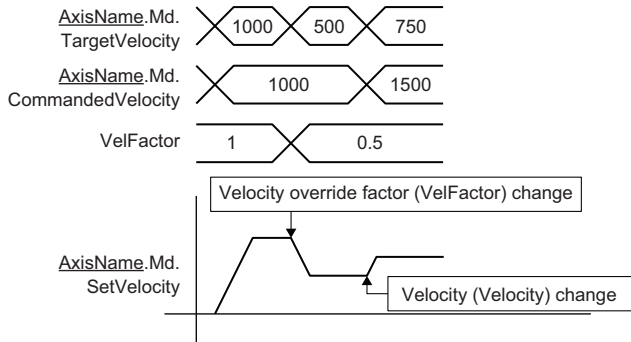 AxisName.Md.
TargetVelocity
1000 500 750
AxisName.Md.
CommandedVelocity
1000 1500
VelFactor
1 0.5
Velocity override factor (VelFactor) change
AxisName.Md.
SetVelocity
Velocity (Velocity) change